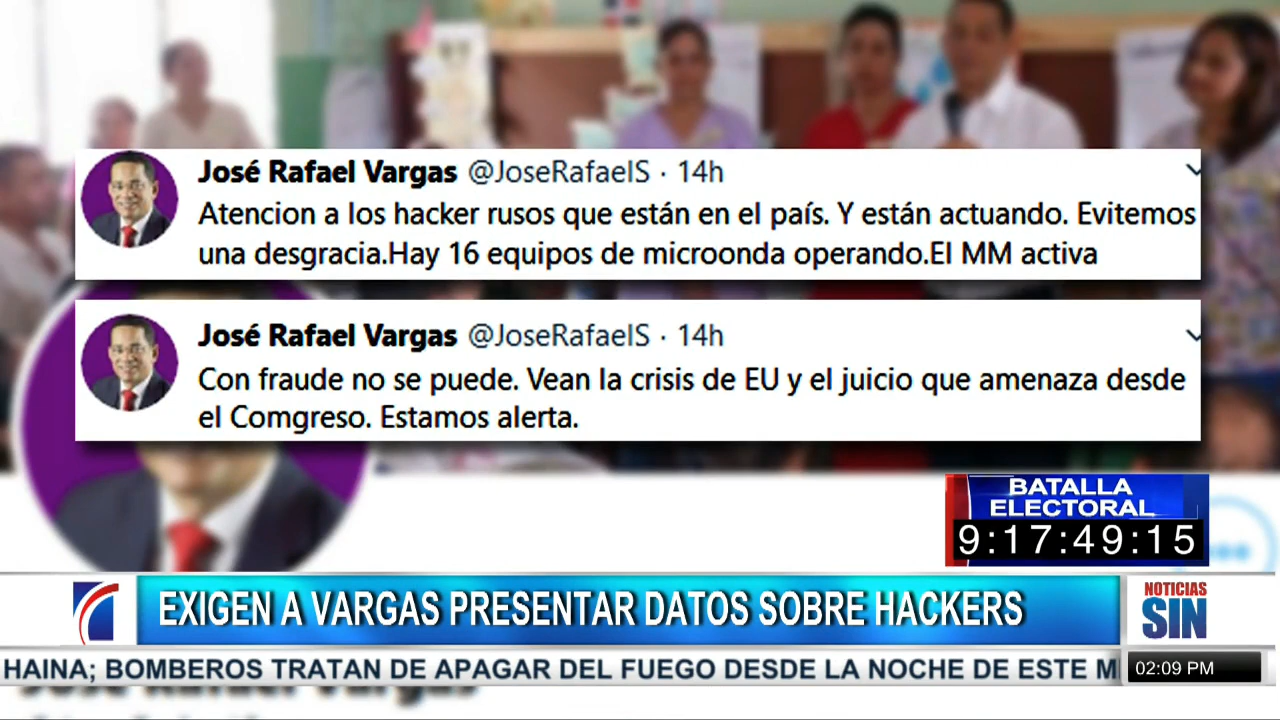 José Rafael Vargas @JoseRafaelS · 14h
Atencion a los hacker rusos que están en el país. Y están actuando. Evitemos
una desgracia.Hay 16 equipos de microonda operando.El MM activa
José Rafael Vargas @JoseRafaelS · 14h
Con fraude no se puede. Vean la crisis de EU y el juicio que amenaza desde
el Comgreso. Estamos alerta.
BATALLA
ELECTORAL
9:17:49:15
EXIGEN A VARGAS PRESENTAR DATOS SOBRE HACKERS
NOTICIAS
SIN
HAINA; BOMBEROS TRATAN DE APAGAR DEL FUEGO DESDE LA NOCHE DE ESTE M
02:09 PM